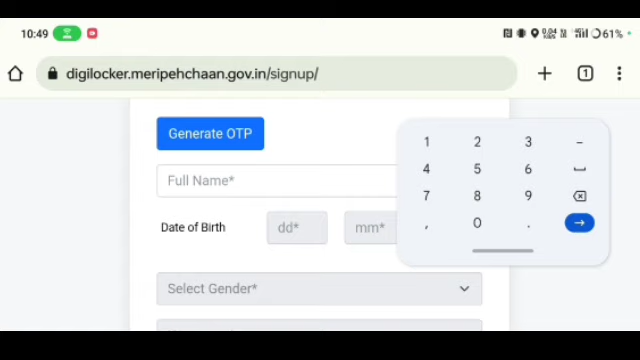 10:49 61%
digilocker.meripehchaan.gov.in/signup/ 1
Generate OTP
Full Name*
Date of Birth dd* mm*
Select Gender*
1 2 3 -
4 5 6
7 8 9
, 0 .